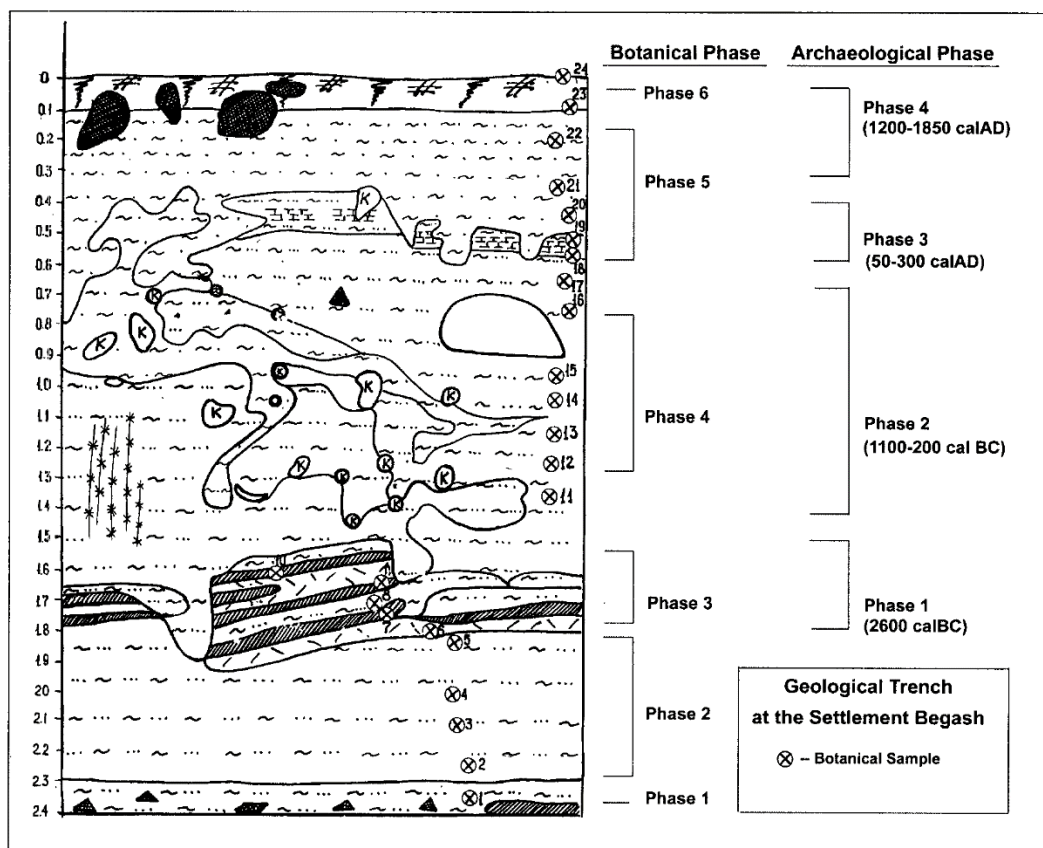 Botanical Phase
Archaeological Phase
0
0.1
0.2
0.3
0.4
0.5
0.6
0.7
0.8
0.9
1.0
1.1
1.2
1.3
1.4
1.5
1.6
1.7
1.8
1.9
2.0
2.1
2.2
2.3
2.4
K
K
K
K
K
K
K
K
K
K
K
K
K
K
24
23
22
21
20
19
18
17
16
15
14
13
12
11
10
8
7
6
5
4
3
2
1
Phase 6
Phase 5
Phase 4
Phase 3
Phase 2
Phase 1
Phase 4
(1200-1850 calAD)
Phase 3
(50-300 calAD)
Phase 2
(1100-200 cal BC)
Phase 1
(2600 calBC)
Geological Trench
at the Settlement Begash
– Botanical Sample